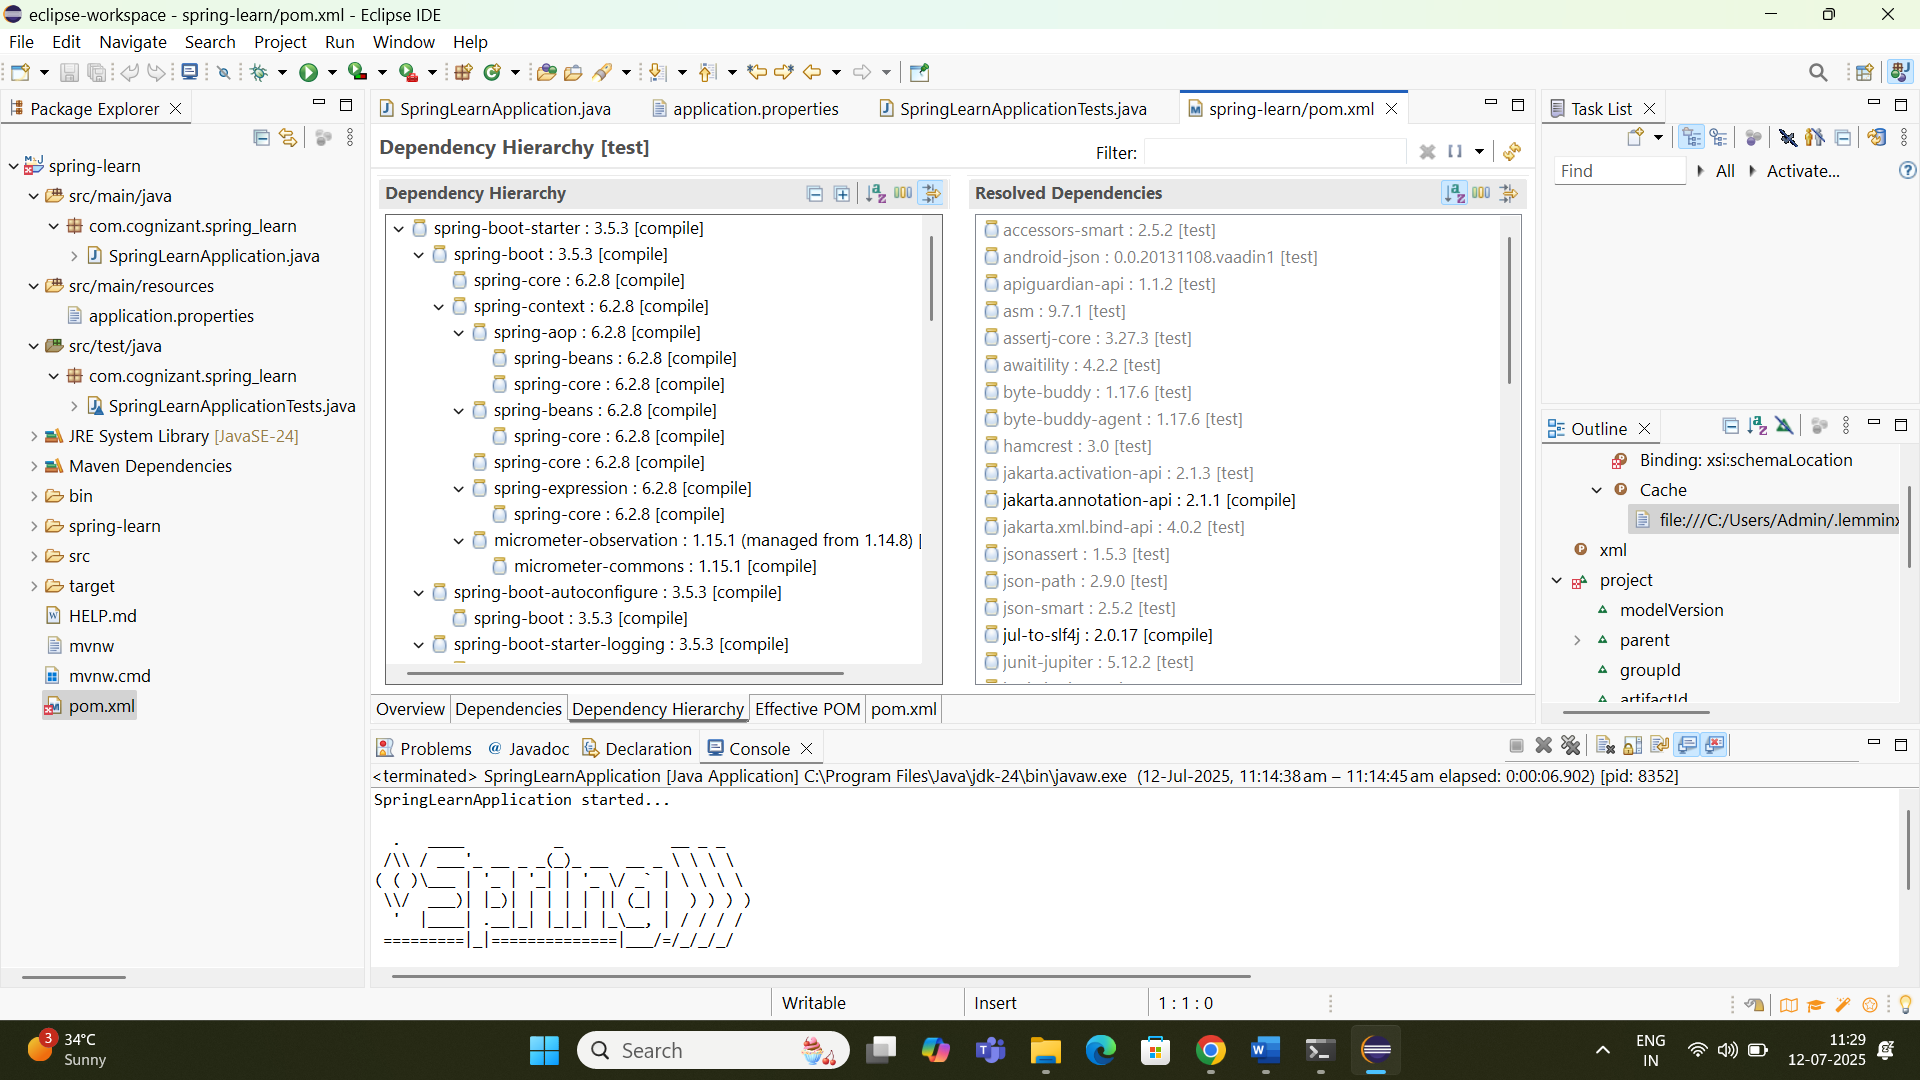 eclipse-workspace - spring-learn/pom.xml - Eclipse IDE
File Edit Navigate Search Project Run Window Help
Package Explorer
spring-learn
src/main/java
com.cognizant.spring_learn
SpringLearnApplication.java
src/main/resources
application.properties
src/test/java
com.cognizant.spring_learn
SpringLearnApplicationTests.java
JRE System Library [JavaSE-24]
Maven Dependencies
bin
spring-learn
src
target
HELP.md
mvnw
mvnw.cmd
pom.xml
SpringLearnApplication.java application.properties SpringLearnApplicationTests.java spring-learn/pom.xml
Dependency Hierarchy [test]
Filter:
Dependency Hierarchy
spring-boot-starter : 3.5.3 [compile]
spring-boot : 3.5.3 [compile]
spring-core : 6.2.8 [compile]
spring-context : 6.2.8 [compile]
spring-aop : 6.2.8 [compile]
spring-beans : 6.2.8 [compile]
spring-core : 6.2.8 [compile]
spring-beans : 6.2.8 [compile]
spring-core : 6.2.8 [compile]
spring-core : 6.2.8 [compile]
spring-expression : 6.2.8 [compile]
spring-core : 6.2.8 [compile]
micrometer-observation : 1.15.1 (managed from 1.14.8) [
micrometer-commons : 1.15.1 [compile]
spring-boot-autoconfigure : 3.5.3 [compile]
spring-boot : 3.5.3 [compile]
spring-boot-starter-logging : 3.5.3 [compile]
Resolved Dependencies
accessors-smart : 2.5.2 [test]
android-json : 0.0.20131108.vaadin1 [test]
apiguardian-api : 1.1.2 [test]
asm : 9.7.1 [test]
assertj-core : 3.27.3 [test]
awaitility : 4.2.2 [test]
byte-buddy : 1.17.6 [test]
byte-buddy-agent : 1.17.6 [test]
hamcrest : 3.0 [test]
jakarta.activation-api : 2.1.3 [test]
jakarta.annotation-api : 2.1.1 [compile]
jakarta.xml.bind-api : 4.0.2 [test]
jsonassert : 1.5.3 [test]
json-path : 2.9.0 [test]
json-smart : 2.5.2 [test]
jul-to-slf4j : 2.0.17 [compile]
junit-jupiter : 5.12.2 [test]
Overview Dependencies Dependency Hierarchy Effective POM pom.xml
Task List
Find All Activate...
Outline
Binding: xsi:schemaLocation
Cache
file:///C:/Users/Admin/.lemminx
xml
project
modelVersion
parent
groupId
artifactId
Problems Javadoc Declaration Console
<terminated> SpringLearnApplication [Java Application] C:\Program Files\Java\jdk-24\bin\javaw.exe (12-Jul-2025, 11:14:38 am – 11:14:45 am elapsed: 0:00:06.902) [pid: 8352]
SpringLearnApplication started...
Spring
Writable Insert 1 : 1 : 0
3
34°C
Sunny
Search
ENG
IN
11:29
12-07-2025